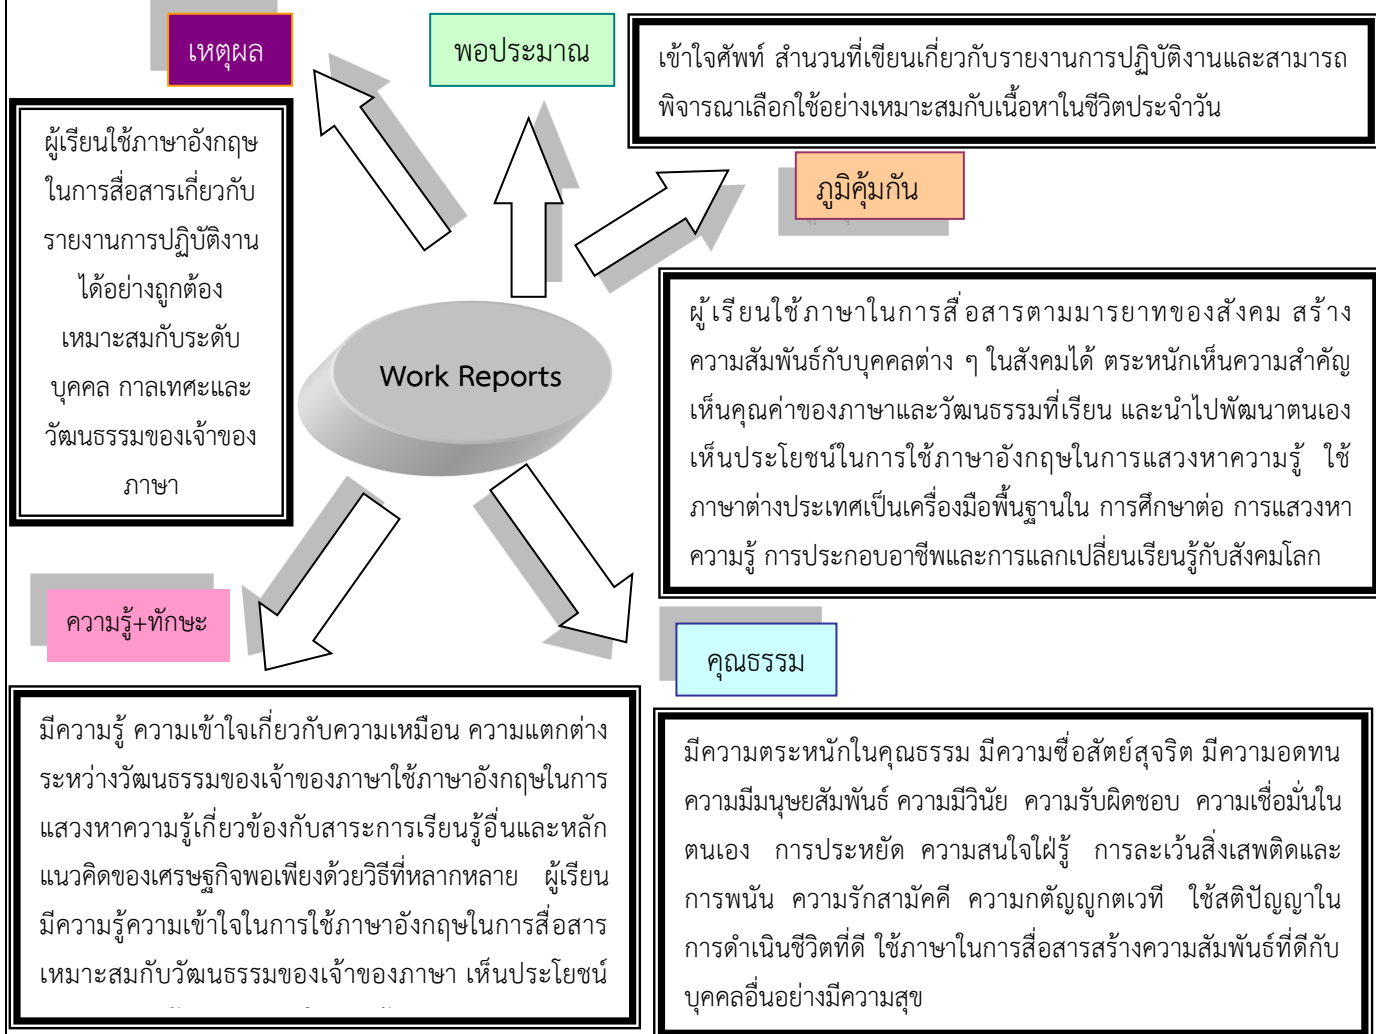 เหตุผล
พอประมาณ
เข้าใจศัพท์ สำนวนที่เขียนเกี่ยวกับรายงานการปฏิบัติงานและสามารถ
พิจารณาเลือกใช้อย่างเหมาะสมกับเนื้อหาในชีวิตประจำวัน
ผู้เรียนใช้ภาษาอังกฤษ
ในการสื่อสารเกี่ยวกับ
รายงานการปฏิบัติงาน
ได้อย่างถูกต้อง
เหมาะสมกับระดับ
บุคคล กาลเทศะและ
วัฒนธรรมของเจ้าของ
ภาษา
ภูมิคุ้มกัน
ผู้เรียนใช้ภาษาในการสื่อสารตามมารยาทของสังคม สร้าง
ความสัมพันธ์กับบุคคลต่าง ๆ ในสังคมได้ ตระหนักเห็นความสำคัญ
เห็นคุณค่าของภาษาและวัฒนธรรมที่เรียน และนำไปพัฒนาตนเอง
เห็นประโยชน์ในการใช้ภาษาอังกฤษในการแสวงหาความรู้ ใช้
ภาษาต่างประเทศเป็นเครื่องมือพื้นฐานใน การศึกษาต่อ การแสวงหา
ความรู้ การประกอบอาชีพและการแลกเปลี่ยนเรียนรู้กับสังคมโลก
Work Reports
ความรู้+ทักษะ
คุณธรรม
มีความรู้ ความเข้าใจเกี่ยวกับความเหมือน ความแตกต่าง
ระหว่างวัฒนธรรมของเจ้าของภาษาใช้ภาษาอังกฤษในการ
แสวงหาความรู้เกี่ยวข้องกับสาระการเรียนรู้อื่นและหลัก
แนวคิดของเศรษฐกิจพอเพียงด้วยวิธีที่หลากหลาย ผู้เรียน
มีความรู้ความเข้าใจในการใช้ภาษาอังกฤษในการสื่อสาร
เหมาะสมกับวัฒนธรรมของเจ้าของภาษา เห็นประโยชน์
มีความตระหนักในคุณธรรม มีความซื่อสัตย์สุจริต มีความอดทน
ความมีมนุษยสัมพันธ์ ความมีวินัย ความรับผิดชอบ ความเชื่อมั่นใน
ตนเอง การประหยัด ความสนใจใฝ่รู้ การละเว้นสิ่งเสพติดและ
การพนัน ความรักสามัคคี ความกตัญญูกตเวที ใช้สติปัญญาใน
การดำเนินชีวิตที่ดี ใช้ภาษาในการสื่อสารสร้างความสัมพันธ์ที่ดีกับ
บุคคลอื่นอย่างมีความสุข